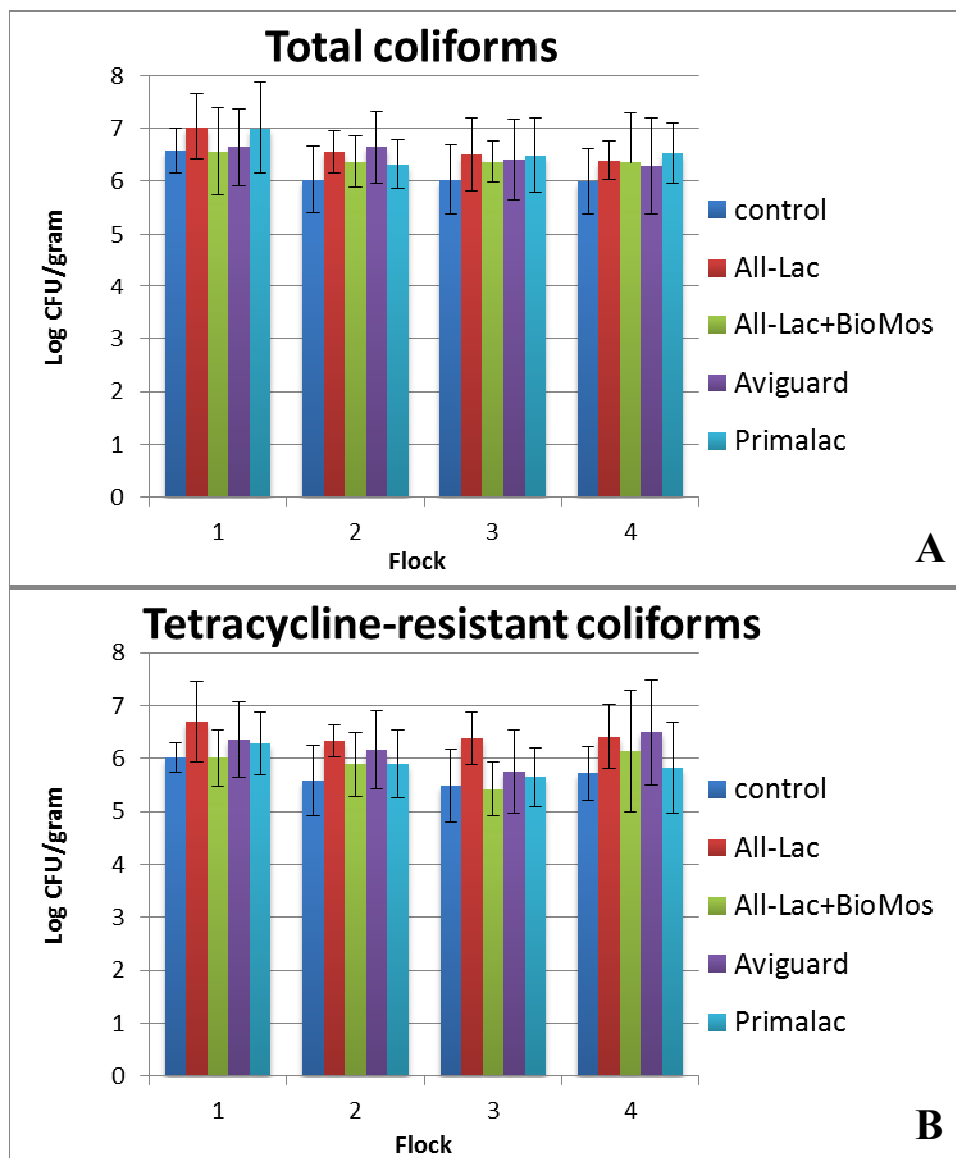 Total coliforms
8
7
6
5
4
3
2
1
0
Log CFU/gram
1 2 3 4
Flock
control
All-Lac
All-Lac+BioMos
Aviguard
Primalac
A
Tetracycline-resistant coliforms
8
7
6
5
4
3
2
1
0
Log CFU/gram
1 2 3 4
Flock
control
All-Lac
All-Lac+BioMos
Aviguard
Primalac
B